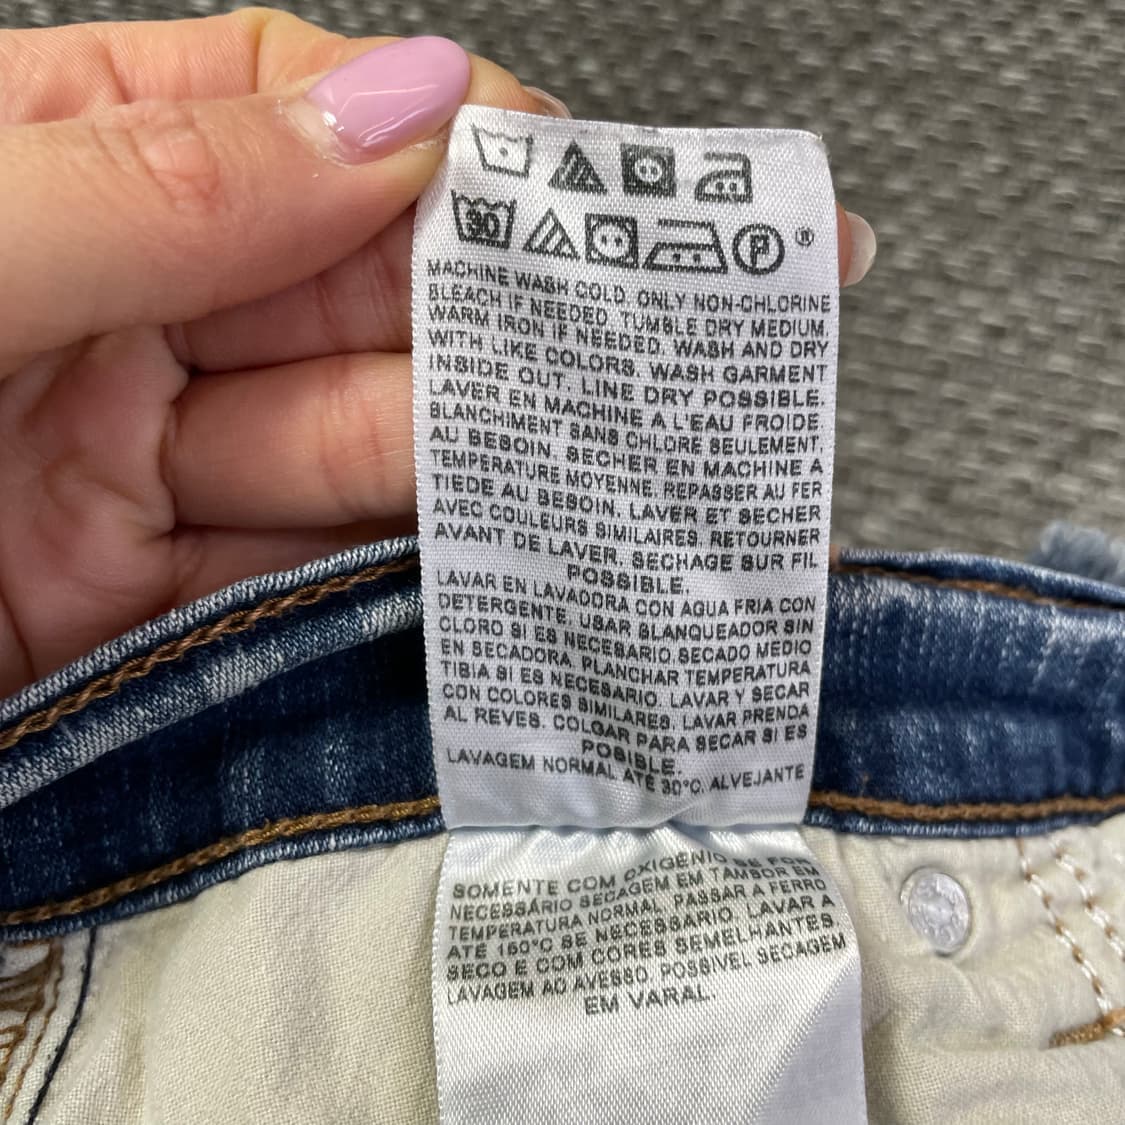 30 P ®
MACHINE WASH COLD. ONLY NON-CHLORINE
BLEACH IF NEEDED. TUMBLE DRY MEDIUM.
WARM IRON IF NEEDED. WASH AND DRY
WITH LIKE COLORS. WASH GARMENT
INSIDE OUT. LINE DRY POSSIBLE.
LAVER EN MACHINE A L'EAU FROIDE.
BLANCHIMENT SANS CHLORE SEULEMENT
AU BESOIN. SECHER EN MACHINE A
TEMPERATURE MOYENNE. REPASSER AU FER
TIEDE AU BESOIN. LAVER ET SECHER
AVEC COULEURS SIMILAIRES. RETOURNER
AVANT DE LAVER. SECHAGE SUR FIL
POSSIBLE.
LAVAR EN LAVADORA CON AGUA FRIA CON
DETERGENTE. USAR BLANQUEADOR SIN
CLORO SI ES NECESARIO. SECADO MEDIO
EN SECADORA. PLANCHAR TEMPERATURA
TIBIA SI ES NECESARIO. LAVAR Y SECAR
CON COLORES SIMILARES. LAVAR PRENDA
AL REVES. COLGAR PARA SECAR SI ES
POSIBLE.
LAVAGEM NORMAL ATÉ 30°C. ALVEJANTE
SOMENTE COM OXIGÊNIO SE FOR
NECESSÁRIO SECAGEM EM TAMBOR EM
TEMPERATURA NORMAL. PASSAR A FERRO
ATÉ 150°C SE NECESSARIO. LAVAR A
SECO E COM CORES SEMELHANTES.
LAVAGEM AO AVESSO. POSSIVEL SECAGEM
EM VARAL.